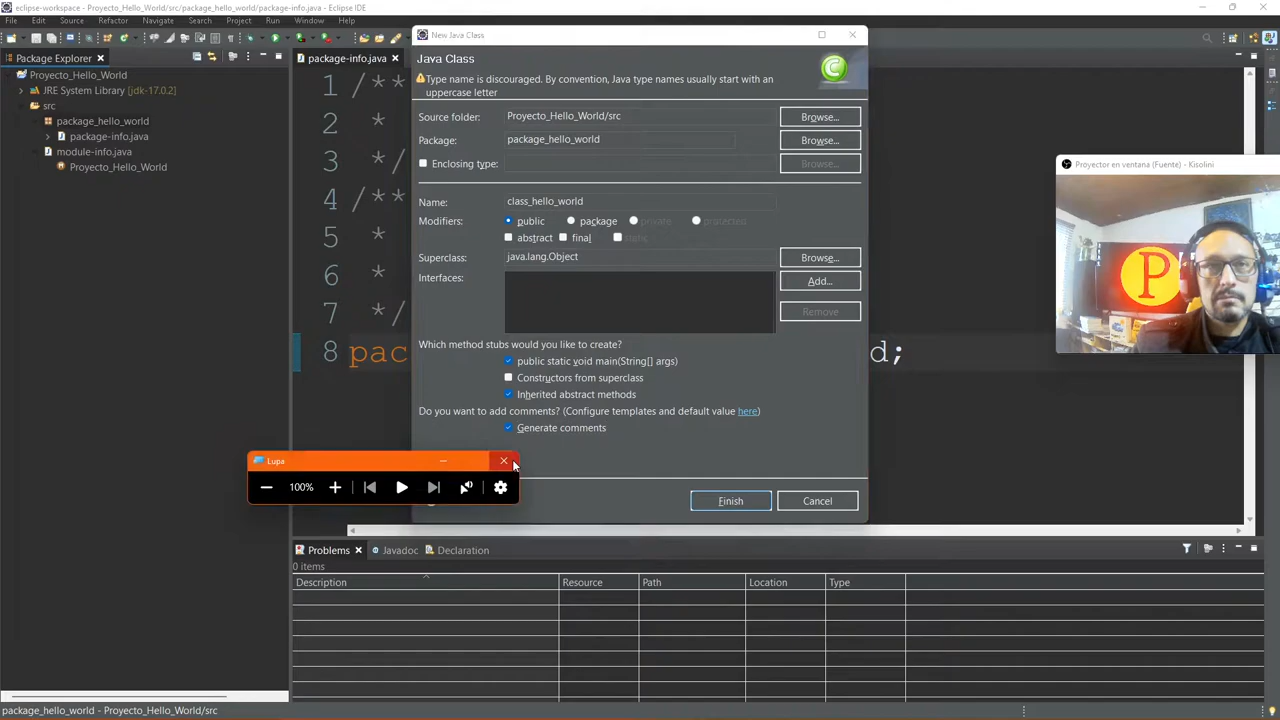 eclipse-workspace - Proyecto_Hello_World/src/package_hello_world/package-info.java - Eclipse IDE
File Edit Source Refactor Navigate Search Project Run Window Help
Package Explorer
Proyecto_Hello_World
JRE System Library [jdk-17.0.2]
src
package_hello_world
package-info.java
module-info.java
Proyecto_Hello_World
package-info.java
1 /**
2 *
3 */
4 /**
5 *
6 *
7 */
8 pac d;
New Java Class
Java Class
Type name is discouraged. By convention, Java type names usually start with an
uppercase letter
Source folder: Proyecto_Hello_World/src Browse...
Package: package_hello_world Browse...
Enclosing type: Browse...
Name: class_hello_world
Modifiers: public package private protected
abstract final static
Superclass: java.lang.Object Browse...
Interfaces: Add...
Remove
Which method stubs would you like to create?
public static void main(String[] args)
Constructors from superclass
Inherited abstract methods
Do you want to add comments? (Configure templates and default value here)
Generate comments
Finish Cancel
Lupa
100%
Proyector en ventana (Fuente) - Kisolini
P
Problems Javadoc Declaration
0 items
Description Resource Path Location Type
package_hello_world - Proyecto_Hello_World/src